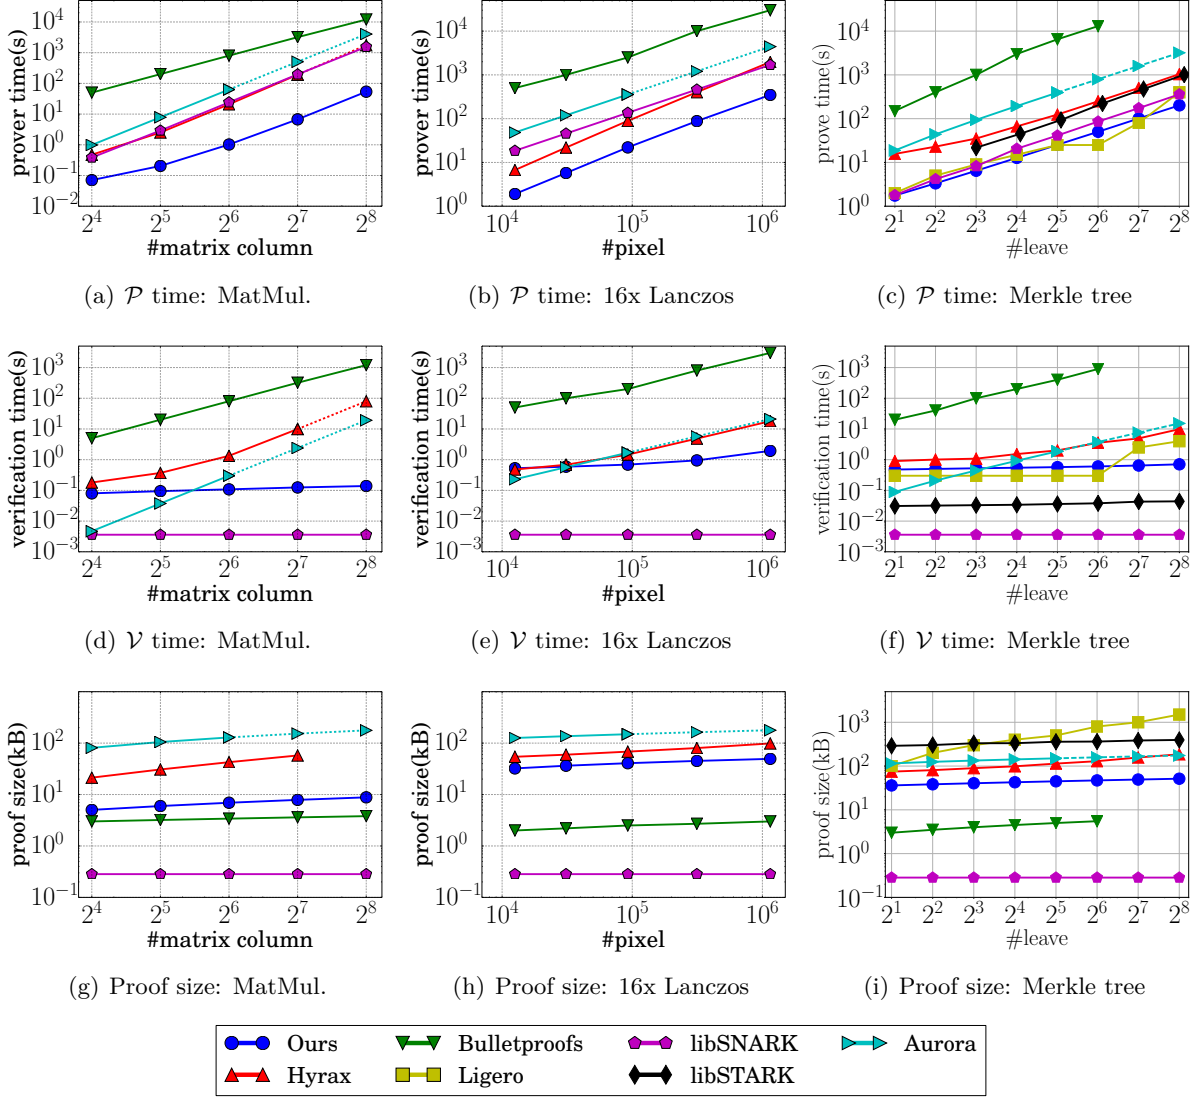 prover time(s)
10^4
10^3
10^2
10^1
10^0
10^-1
10^-2
2^4 2^5 2^6 2^7 2^8
#matrix column
(a) 𝒫 time: MatMul.
prover time(s)
10^4
10^3
10^2
10^1
10^0
10^4 10^5 10^6
#pixel
(b) 𝒫 time: 16x Lanczos
prove time(s)
10^4
10^3
10^2
10^1
10^0
2^1 2^2 2^3 2^4 2^5 2^6 2^7 2^8
#leave
(c) 𝒫 time: Merkle tree
verification time(s)
10^3
10^2
10^1
10^0
10^-1
10^-2
10^-3
2^4 2^5 2^6 2^7 2^8
#matrix column
(d) 𝒱 time: MatMul.
verification time(s)
10^3
10^2
10^1
10^0
10^-1
10^-2
10^-3
10^4 10^5 10^6
#pixel
(e) 𝒱 time: 16x Lanczos
verification time(s)
10^3
10^2
10^1
10^0
10^-1
10^-2
10^-3
2^1 2^2 2^3 2^4 2^5 2^6 2^7 2^8
#leave
(f) 𝒱 time: Merkle tree
proof size(kB)
10^2
10^1
10^0
10^-1
2^4 2^5 2^6 2^7 2^8
#matrix column
(g) Proof size: MatMul.
proof size(kB)
10^2
10^1
10^0
10^-1
10^4 10^5 10^6
#pixel
(h) Proof size: 16x Lanczos
proof size(kB)
10^3
10^2
10^1
10^0
10^-1
2^1 2^2 2^3 2^4 2^5 2^6 2^7 2^8
#leave
(i) Proof size: Merkle tree
Ours Bulletproofs libSNARK Aurora
Hyrax Ligero libSTARK